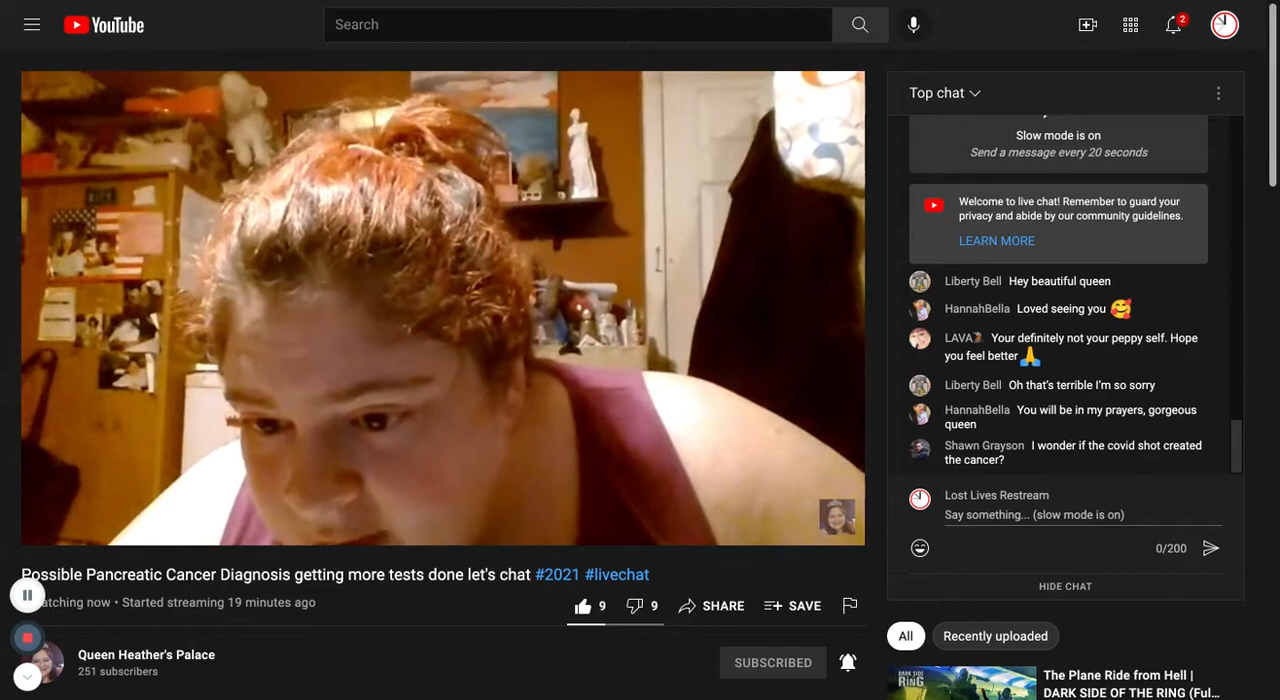 YouTube
Search
2
Top chat
Slow mode is on
Send a message every 20 seconds
Welcome to live chat! Remember to guard your
privacy and abide by our community guidelines.
LEARN MORE
Liberty Bell Hey beautiful queen
HannahBella Loved seeing you 🥰
LAVA Your definitely not your peppy self. Hope
you feel better 🙏
Liberty Bell Oh that's terrible I'm so sorry
HannahBella You will be in my prayers, gorgeous
queen
Shawn Grayson I wonder if the covid shot created
the cancer?
Lost Lives Restream
Say something... (slow mode is on)
0/200
HIDE CHAT
Possible Pancreatic Cancer Diagnosis getting more tests done let's chat #2021 #livechat
now • Started streaming 19 minutes ago
9 9 SHARE SAVE
Queen Heather's Palace
251 subscribers
SUBSCRIBED
All Recently uploaded
DARK SIDE
RING
The Plane Ride from Hell |
DARK SIDE OF THE RING (Ful...